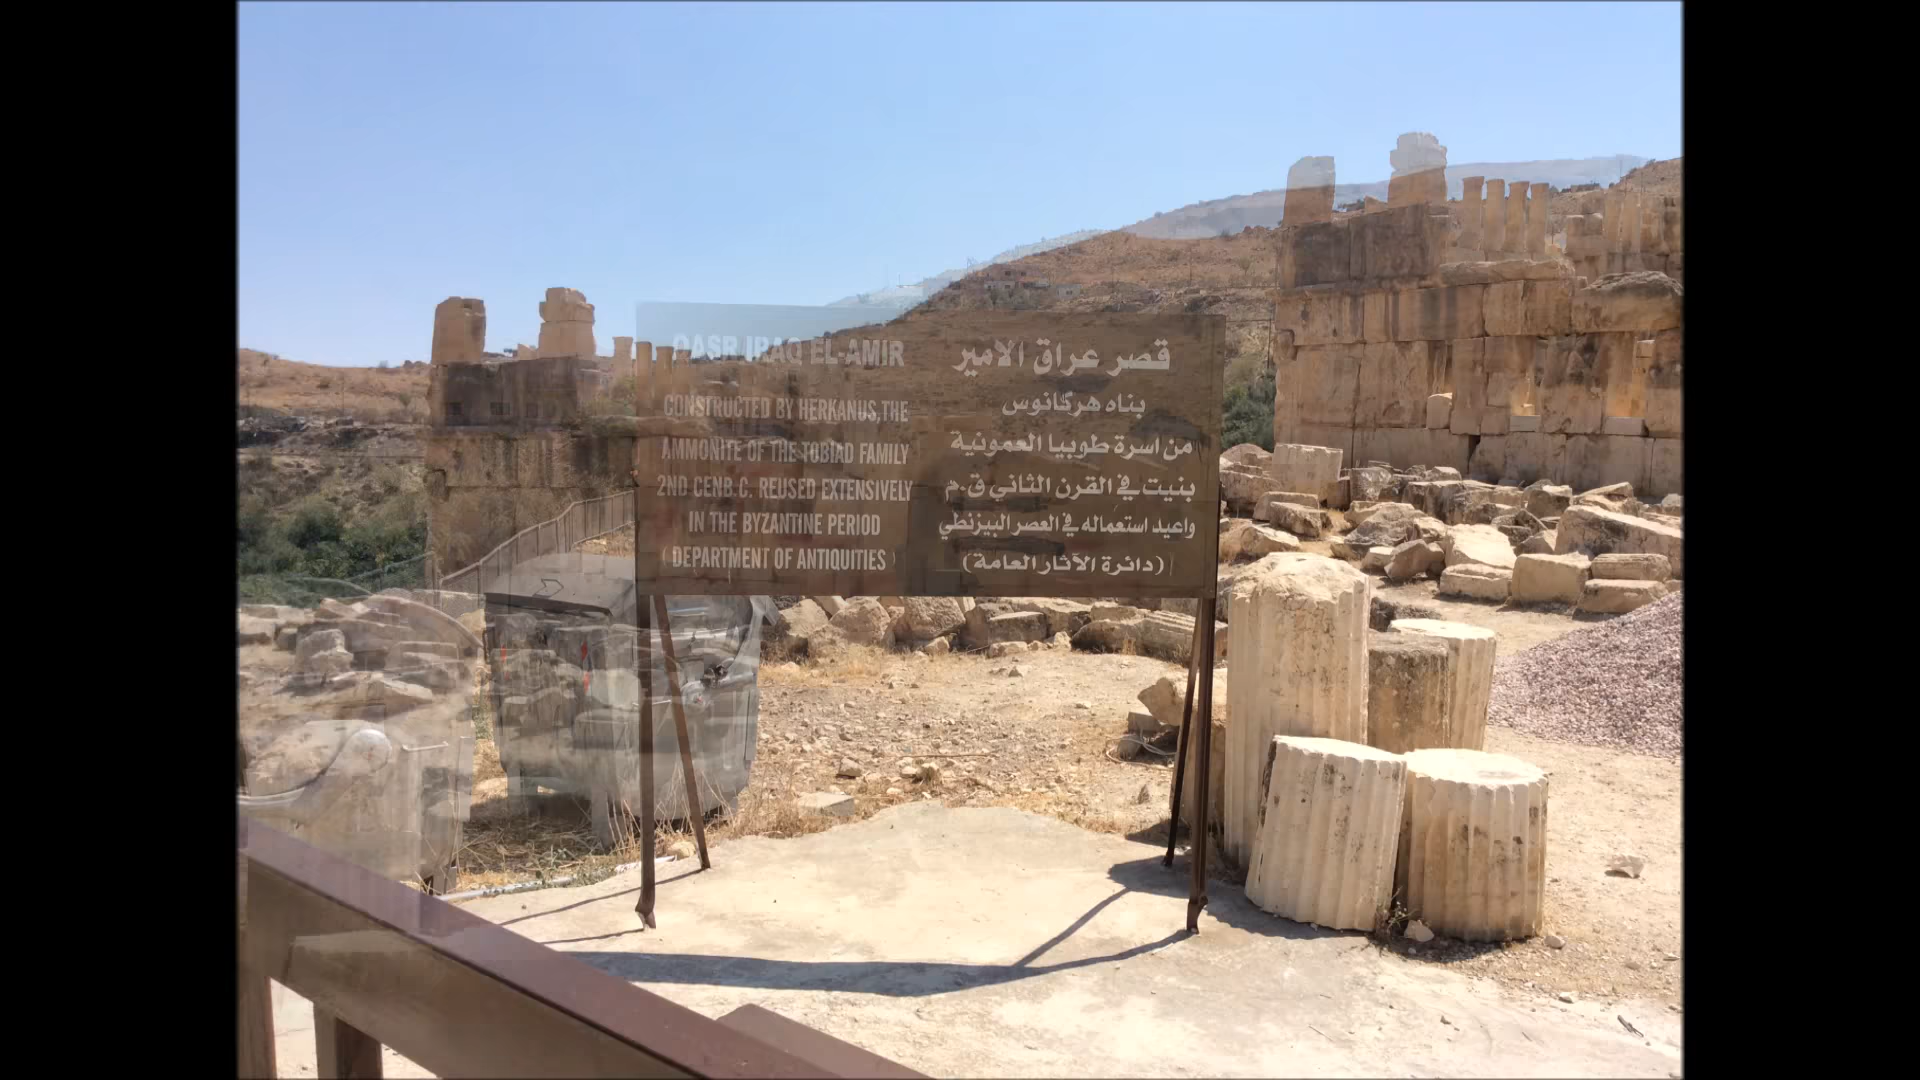 QASR IRAQ EL-AMIR
CONSTRUCTED BY HERKANUS,THE
AMMONITE OF THE TOBIAD FAMILY
2ND CEN B.C. REUSED EXTENSIVELY
IN THE BYZANTINE PERIOD
( DEPARTMENT OF ANTIQUITIES )
قصر عراق الامير
بناه هركانوس
من اسرة طوبيا العمونية
بنيت في القرن الثاني ق.م
واعيد استعماله في العصر البيزنطي
(دائرة الآثار العامة)